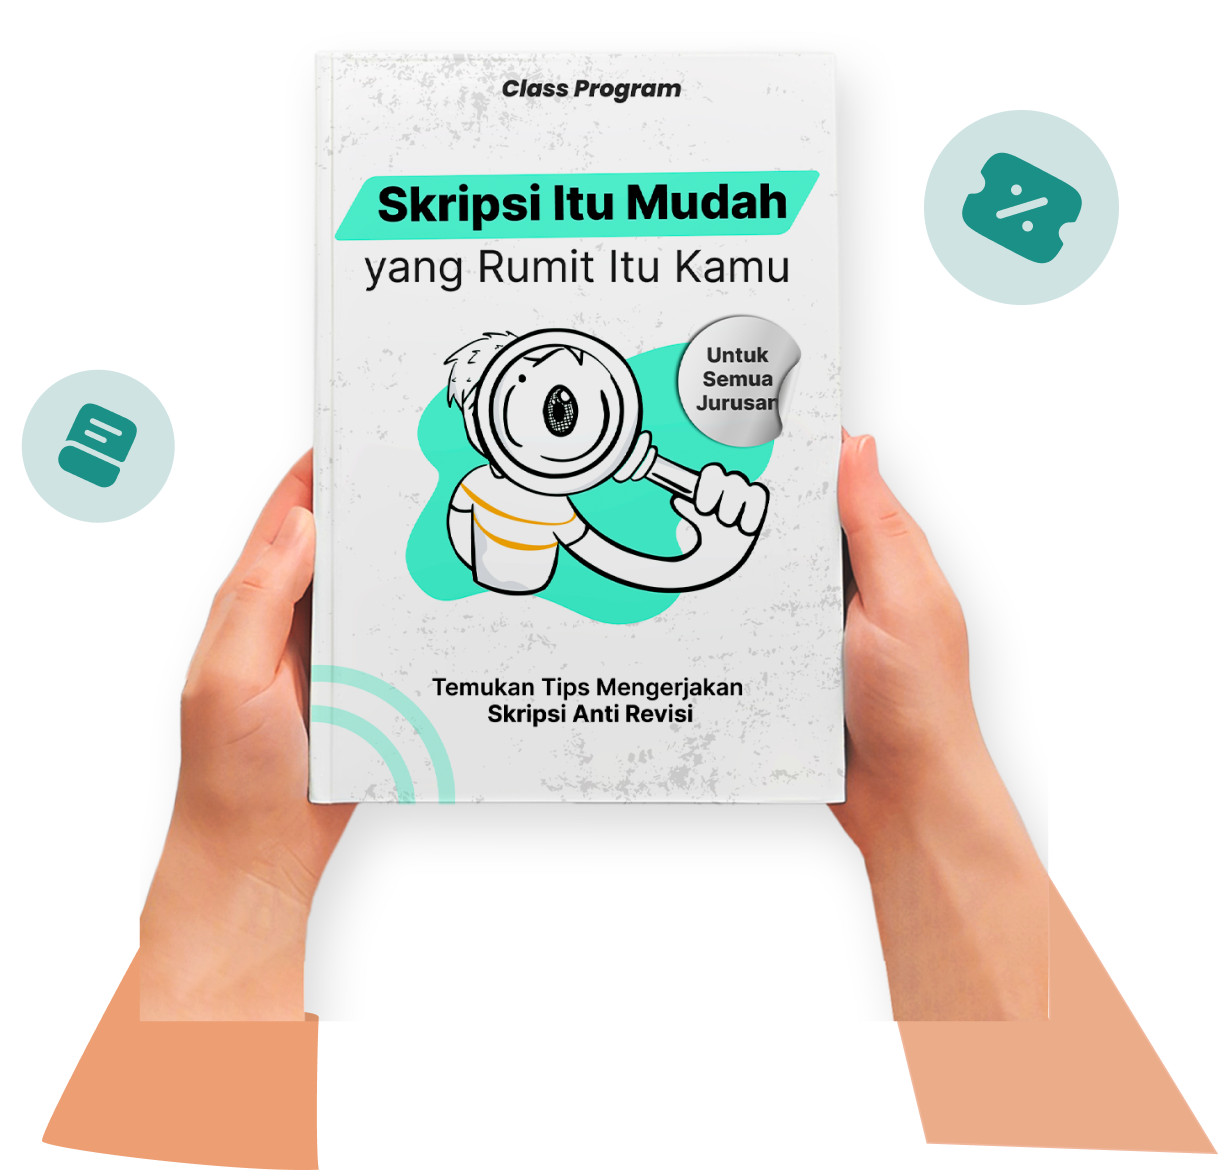 Class Program
Skripsi Itu Mudah
yang Rumit Itu Kamu
Untuk
Semua
Jurusan
Temukan Tips Mengerjakan
Skripsi Anti Revisi